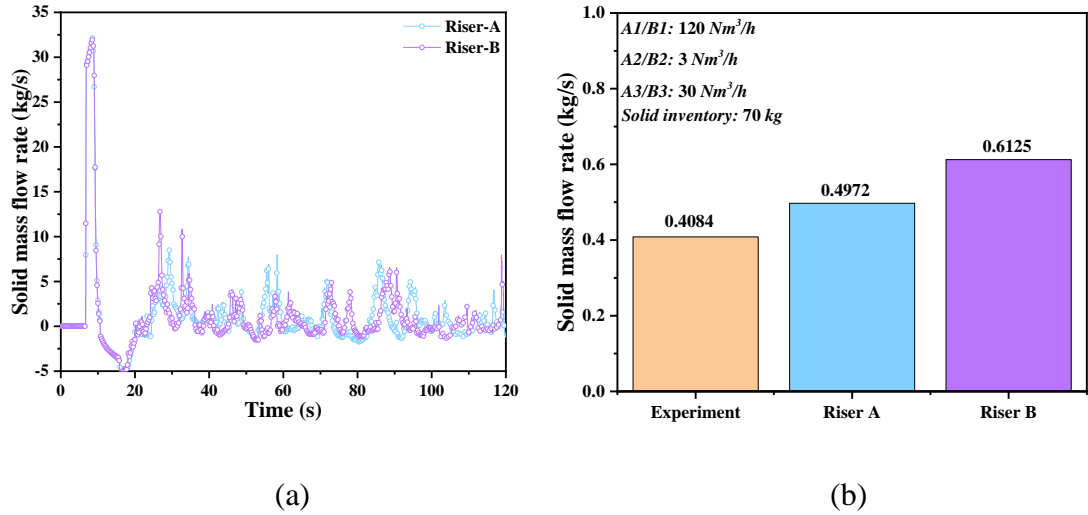 35
30
25
20
15
10
5
0
-5
Solid mass flow rate (kg/s)
Riser-A
Riser-B
0 20 40 60 80 100 120
Time (s)
(a)
1.0
0.8
0.6
0.4
0.2
0.0
Solid mass flow rate (kg/s)
A1/B1: 120 Nm³/h
A2/B2: 3 Nm³/h
A3/B3: 30 Nm³/h
Solid inventory: 70 kg
0.4084
0.4972
0.6125
Experiment Riser A Riser B
(b)